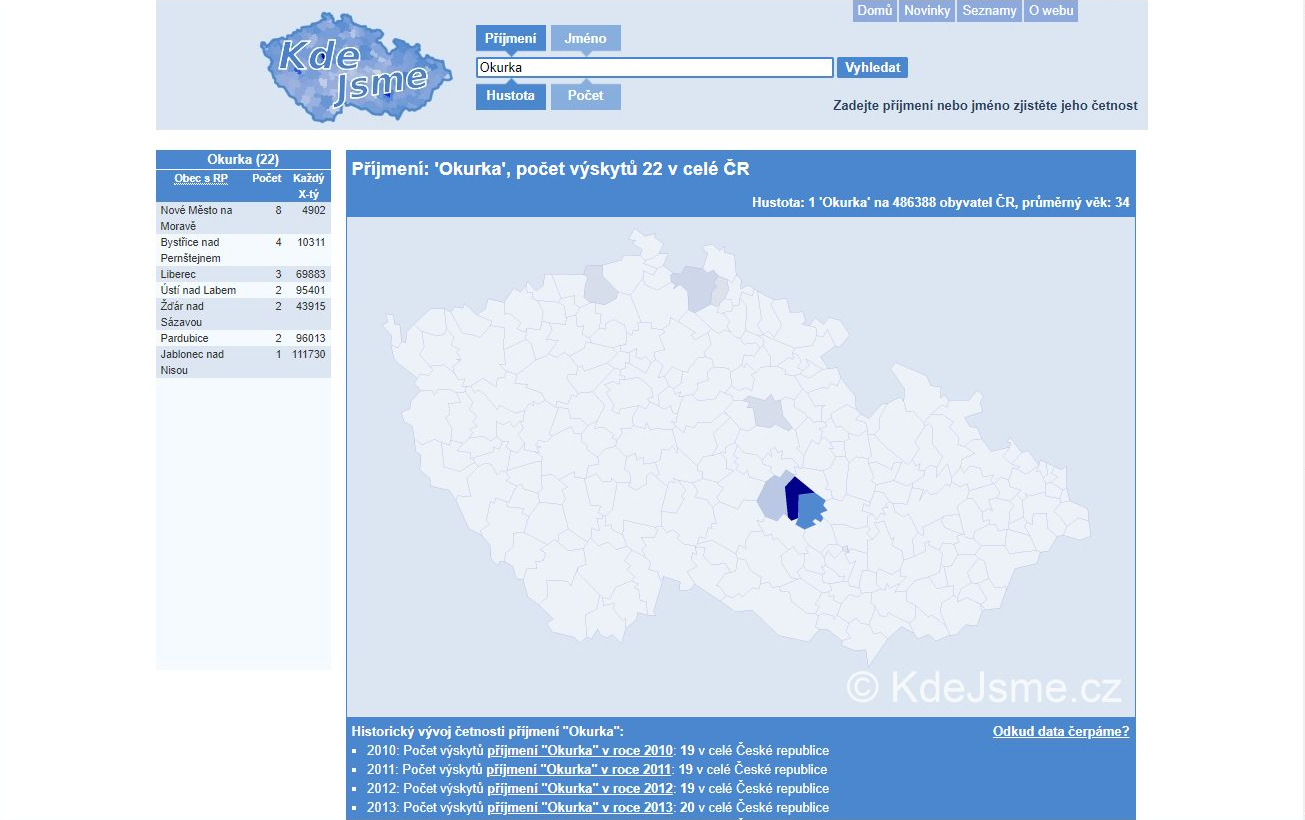 Domů Novinky Seznamy O webu
Kde
Jsme
Příjmení Jméno
Okurka Vyhledat
Hustota Počet
Zadejte příjmení nebo jméno zjistěte jeho četnost
Okurka (22)
Obec s RP Počet Každý
X-tý
Nové Město na 8 4902
Moravě
Bystřice nad 4 10311
Pernštejnem
Liberec 3 69883
Ústí nad Labem 2 95401
Žďár nad 2 43915
Sázavou
Pardubice 2 96013
Jablonec nad 1 111730
Nisou
Příjmení: 'Okurka', počet výskytů 22 v celé ČR
Hustota: 1 'Okurka' na 486388 obyvatel ČR, průměrný věk: 34
© KdeJsme.cz
Historický vývoj četnosti příjmení "Okurka": Odkud data čerpáme?
2010: Počet výskytů příjmení "Okurka" v roce 2010: 19 v celé České republice
2011: Počet výskytů příjmení "Okurka" v roce 2011: 19 v celé České republice
2012: Počet výskytů příjmení "Okurka" v roce 2012: 19 v celé České republice
2013: Počet výskytů příjmení "Okurka" v roce 2013: 20 v celé České republice